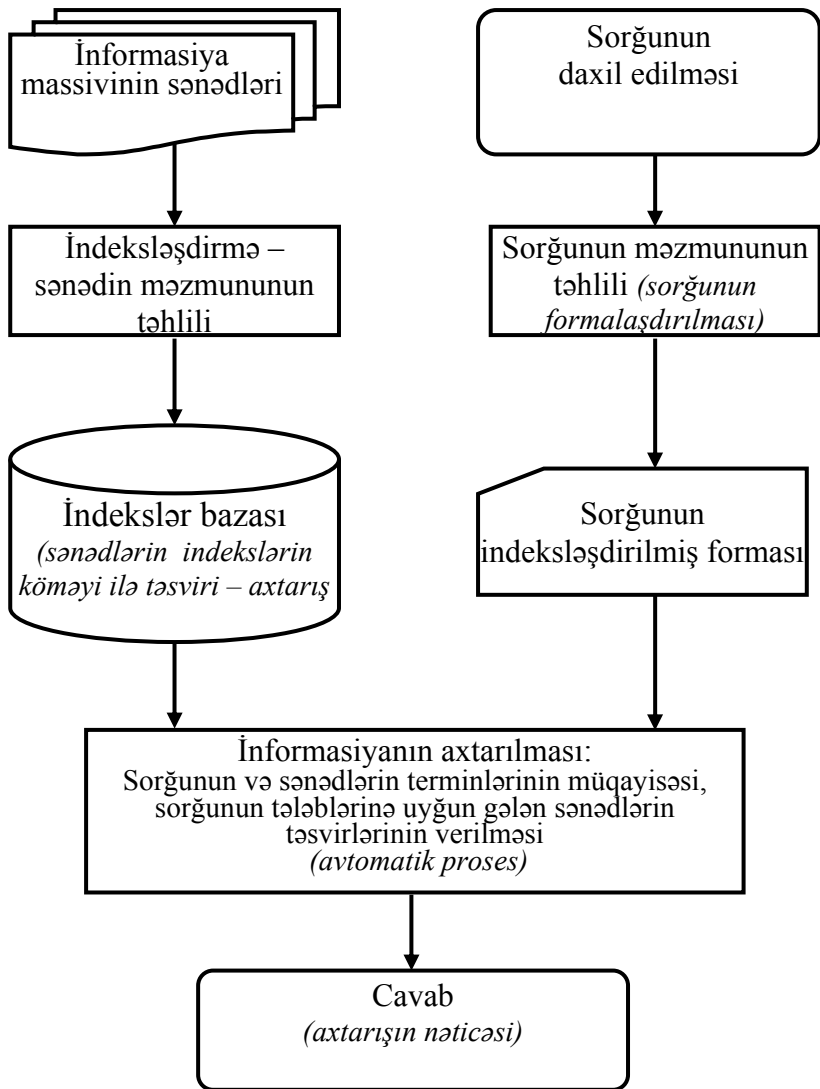 İnformasiya
massivinin sənədləri
Sorğunun
daxil edilməsi
İndeksləşdirmə –
sənədin məzmununun
təhlili
Sorğunun məzmununun
təhlili (sorğunun
formalaşdırılması)
İndekslər bazası
(sənədlərin indekslərin
köməyi ilə təsviri – axtarış
Sorğunun
indeksləşdirilmiş forması
İnformasiyanın axtarılması:
Sorğunun və sənədlərin terminlərinin müqayisəsi,
sorğunun tələblərinə uyğun gələn sənədlərin
təsvirlərinin verilməsi
(avtomatik proses)
Cavab
(axtarışın nəticəsi)